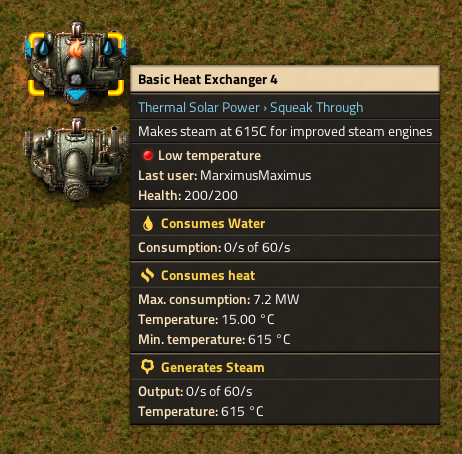 Basic Heat Exchanger 4
Thermal Solar Power › Squeak Through
Makes steam at 615C for improved steam engines
Low temperature
Last user: MarximusMaximus
Health: 200/200
Consumes Water
Consumption: 0/s of 60/s
Consumes heat
Max. consumption: 7.2 MW
Temperature: 15.00 °C
Min. temperature: 615 °C
Generates Steam
Output: 0/s of 60/s
Temperature: 615 °C